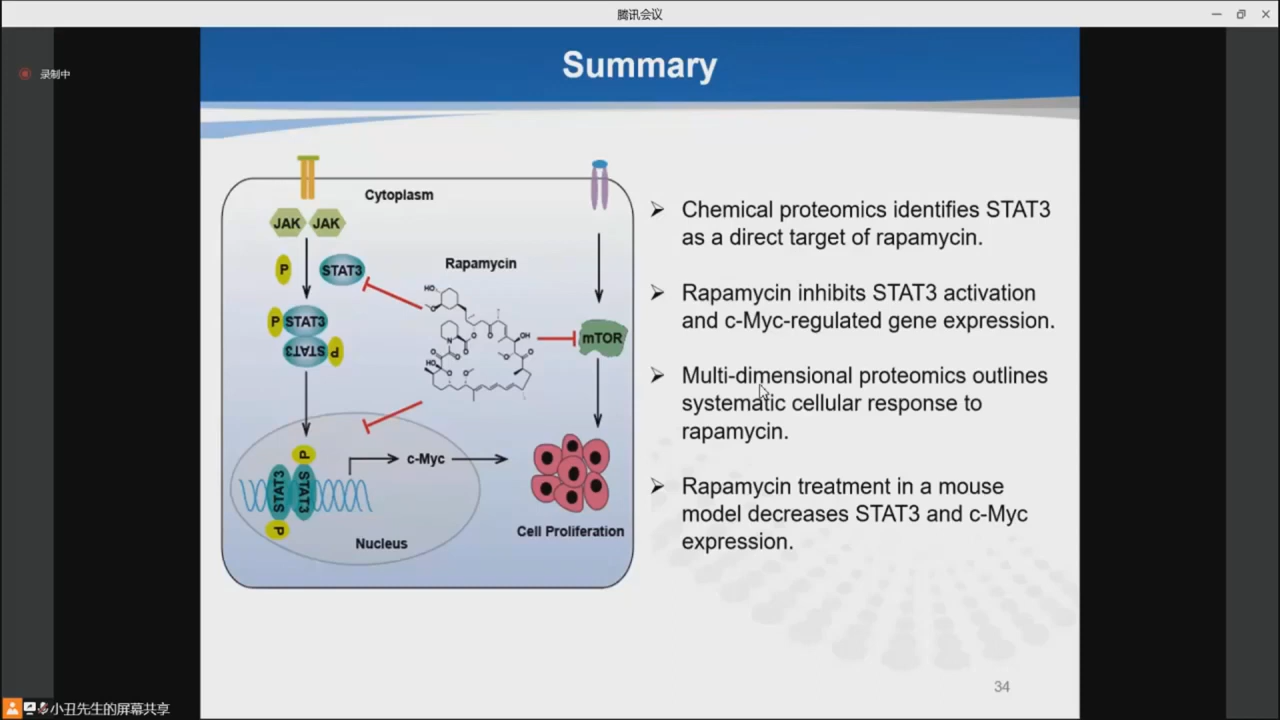 腾讯会议
录制中
Summary
Cytoplasm
JAK JAK
P STAT3
Rapamycin
P STAT3
STAT3 P
mTOR
HO
O
O
O
OH
N
O
O
O
O
HO
O
O
P
c-Myc
STAT3 STAT3
P
Nucleus
Cell Proliferation
Chemical proteomics identifies STAT3
as a direct target of rapamycin.
Rapamycin inhibits STAT3 activation
and c-Myc-regulated gene expression.
Multi-dimensional proteomics outlines
systematic cellular response to
rapamycin.
Rapamycin treatment in a mouse
model decreases STAT3 and c-Myc
expression.
34
小丑先生的屏幕共享